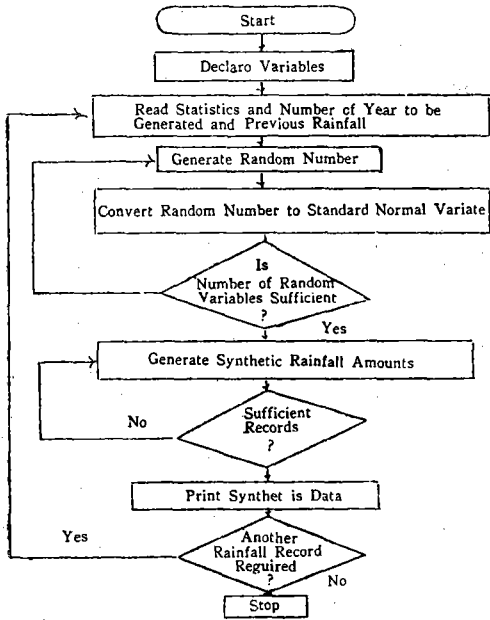 Start
Declaro Variables
Read Statistics and Number of Year to be
Generated and Previous Rainfall
Generate Random Number
Convert Random Number to Standard Normal Variate
Is
Number of Random
Variables Sufficient
?
Yes
Generate Synthetic Rainfall Amounts
No
Sufficient
Records
?
Print Synthet is Data
Yes
Another
Rainfall Record
Reguired
?
No
Stop